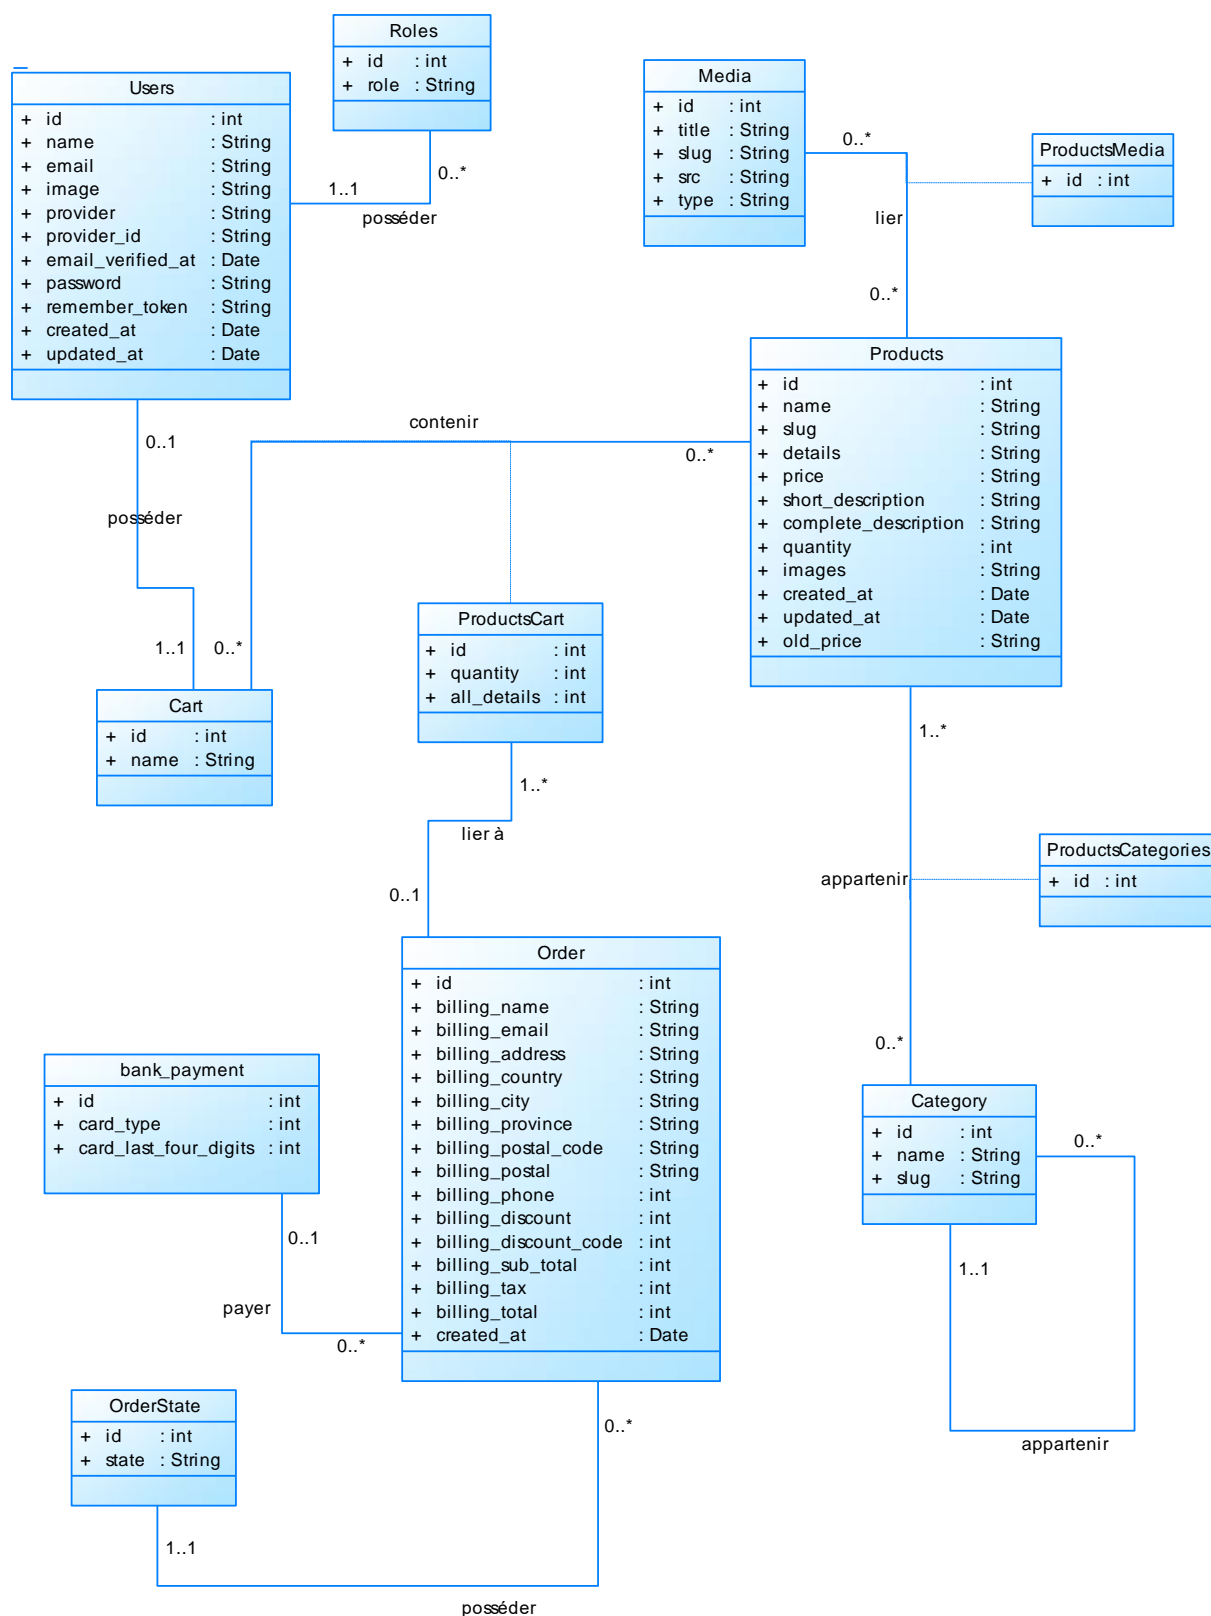 Roles
+ id : int
+ role : String
Users
+ id : int
+ name : String
+ email : String
+ image : String
+ provider : String
+ provider_id : String
+ email_verified_at : Date
+ password : String
+ remember_token : String
+ created_at : Date
+ updated_at : Date
0..*
1..1
posséder
Media
+ id : int
+ title : String
+ slug : String
+ src : String
+ type : String
0..*
ProductsMedia
+ id : int
lier
0..*
Products
+ id : int
+ name : String
+ slug : String
+ details : String
+ price : String
+ short_description : String
+ complete_description : String
+ quantity : int
+ images : String
+ created_at : Date
+ updated_at : Date
+ old_price : String
contenir
0..*
0..1
posséder
1..1
0..*
ProductsCart
+ id : int
+ quantity : int
+ all_details : int
Cart
+ id : int
+ name : String
1..*
1..*
lier à
0..1
appartenir
ProductsCategories
+ id : int
Order
+ id : int
+ billing_name : String
+ billing_email : String
+ billing_address : String
+ billing_country : String
+ billing_city : String
+ billing_province : String
+ billing_postal_code : String
+ billing_postal : String
+ billing_phone : int
+ billing_discount : int
+ billing_discount_code : int
+ billing_sub_total : int
+ billing_tax : int
+ billing_total : int
+ created_at : Date
0..*
bank_payment
+ id : int
+ card_type : int
+ card_last_four_digits : int
Category
+ id : int
+ name : String
+ slug : String
0..*
0..1
1..1
payer
0..*
OrderState
+ id : int
+ state : String
0..*
appartenir
1..1
posséder